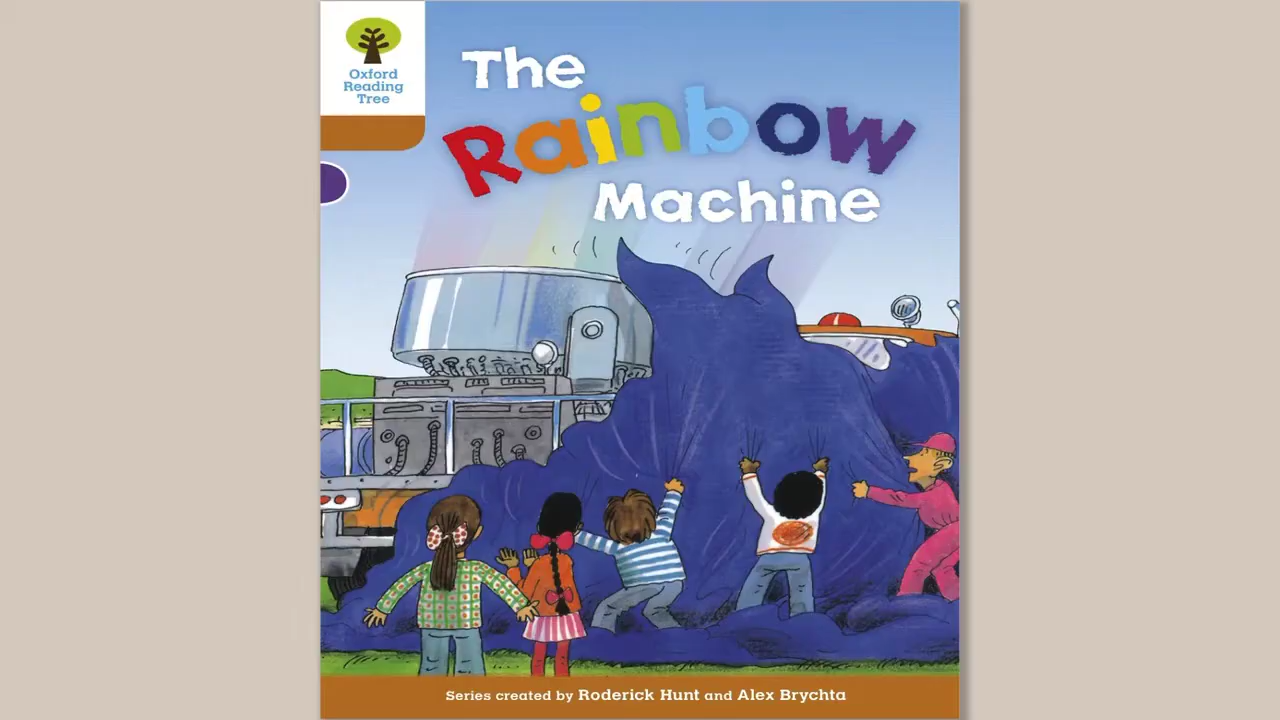 Oxford
Reading
Tree
The
Rainbow
Machine
Series created by Roderick Hunt and Alex Brychta